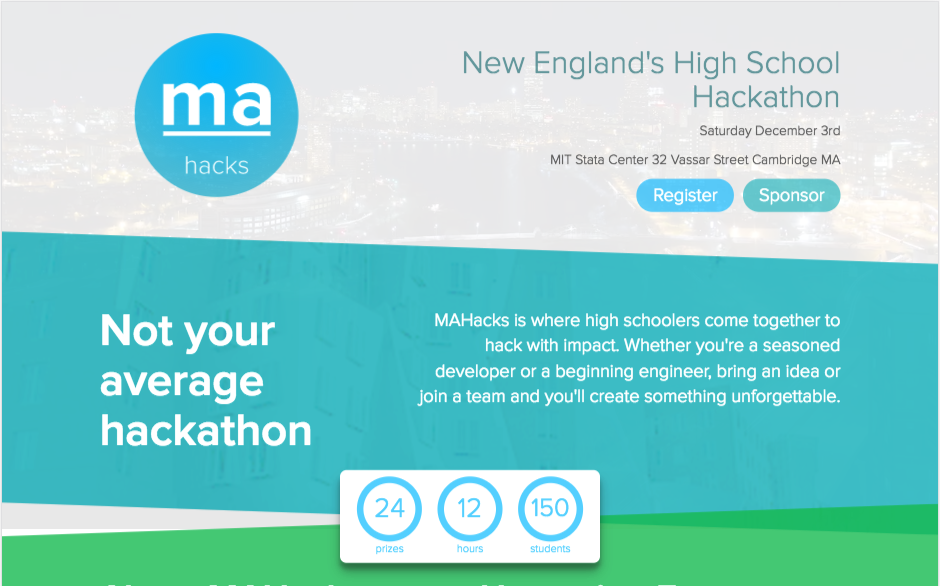 ma
hacks
New England's High School
Hackathon
Saturday December 3rd
MIT Stata Center 32 Vassar Street Cambridge MA
Register
Sponsor
Not your
average
hackathon
MAHacks is where high schoolers come together to
hack with impact. Whether you're a seasoned
developer or a beginning engineer, bring an idea or
join a team and you'll create something unforgettable.
24
prizes
12
hours
150
students